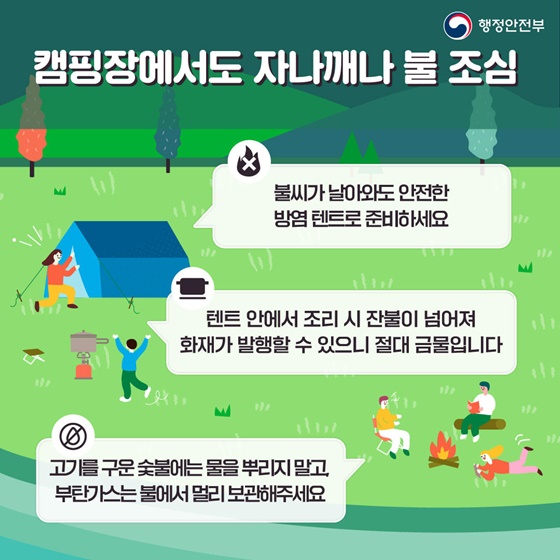 행정안전부
캠핑장에서도 자나깨나 불 조심
불씨가 날아와도 안전한
방염 텐트로 준비하세요
텐트 안에서 조리 시 잔불이 넘어져
화재가 발행할 수 있으니 절대 금물입니다
고기를 구운 숯불에는 물을 뿌리지 말고,
부탄가스는 불에서 멀리 보관해주세요